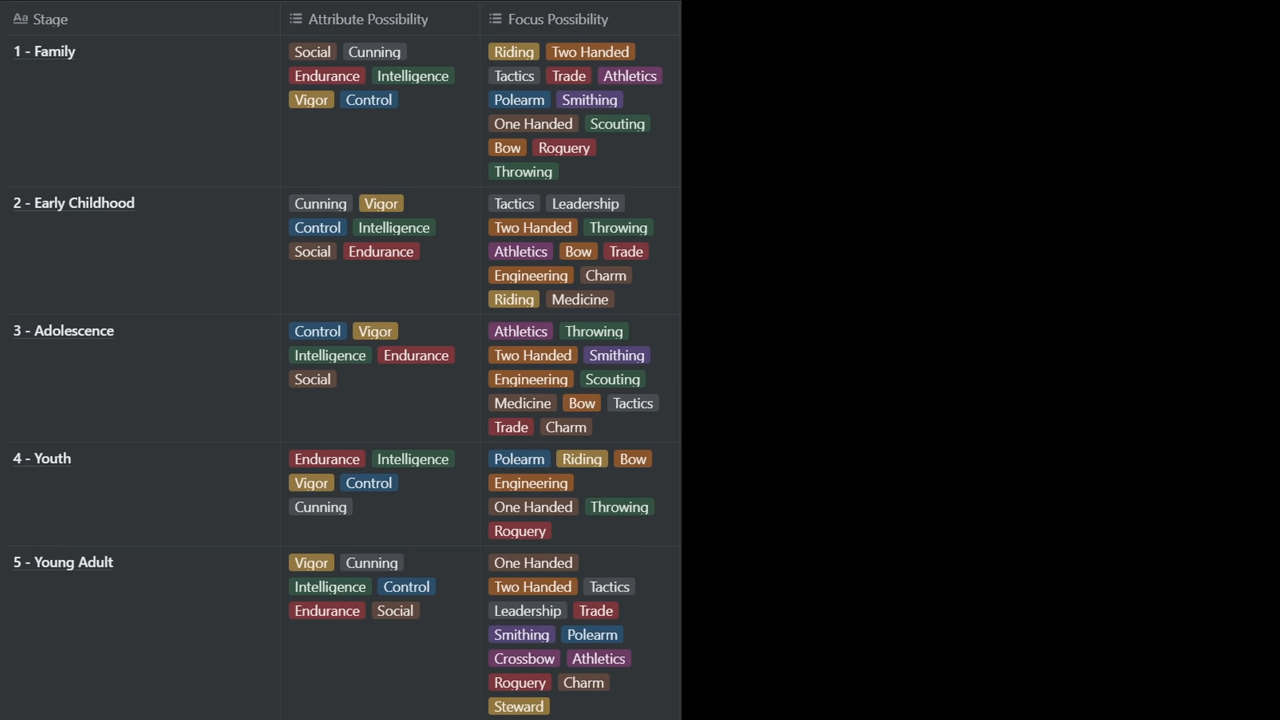 Aa Stage Attribute Possibility Focus Possibility
1 - Family
Social Cunning
Endurance Intelligence
Vigor Control
Riding Two Handed
Tactics Trade Athletics
Polearm Smithing
One Handed Scouting
Bow Roguery
Throwing
2 - Early Childhood
Cunning Vigor
Control Intelligence
Social Endurance
Tactics Leadership
Two Handed Throwing
Athletics Bow Trade
Engineering Charm
Riding Medicine
3 - Adolescence
Control Vigor
Intelligence Endurance
Social
Athletics Throwing
Two Handed Smithing
Engineering Scouting
Medicine Bow Tactics
Trade Charm
4 - Youth
Endurance Intelligence
Vigor Control
Cunning
Polearm Riding Bow
Engineering
One Handed Throwing
Roguery
5 - Young Adult
Vigor Cunning
Intelligence Control
Endurance Social
One Handed
Two Handed Tactics
Leadership Trade
Smithing Polearm
Crossbow Athletics
Roguery Charm
Steward